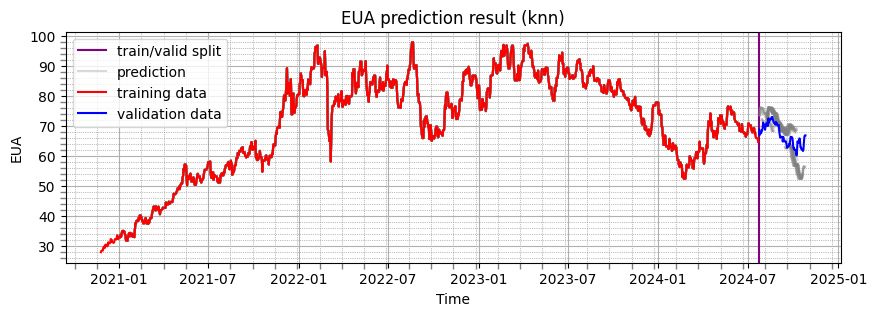 EUA prediction result (knn)
train/valid split
prediction
training data
validation data
100
90
80
70
60
50
40
30
EUA
2021-01 2021-07 2022-01 2022-07 2023-01 2023-07 2024-01 2024-07 2025-01
Time